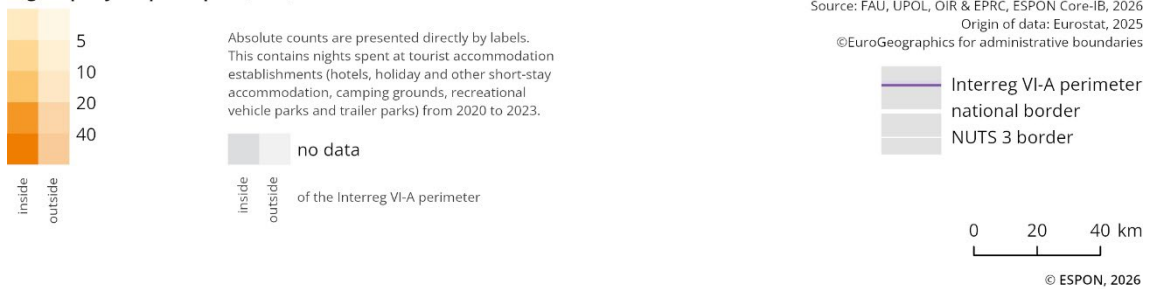 Source: FAU, UPOL, OIR & EPRC, ESPON Core-IB, 2026
Origin of data: Eurostat, 2025
©EuroGeographics for administrative boundaries
5
10
20
40
inside
outside
Absolute counts are presented directly by labels.
This contains nights spent at tourist accommodation
establishments (hotels, holiday and other short-stay
accommodation, camping grounds, recreational
vehicle parks and trailer parks) from 2020 to 2023.
no data
inside
outside
of the Interreg VI-A perimeter
Interreg VI-A perimeter
national border
NUTS 3 border
0 20 40 km
© ESPON, 2026